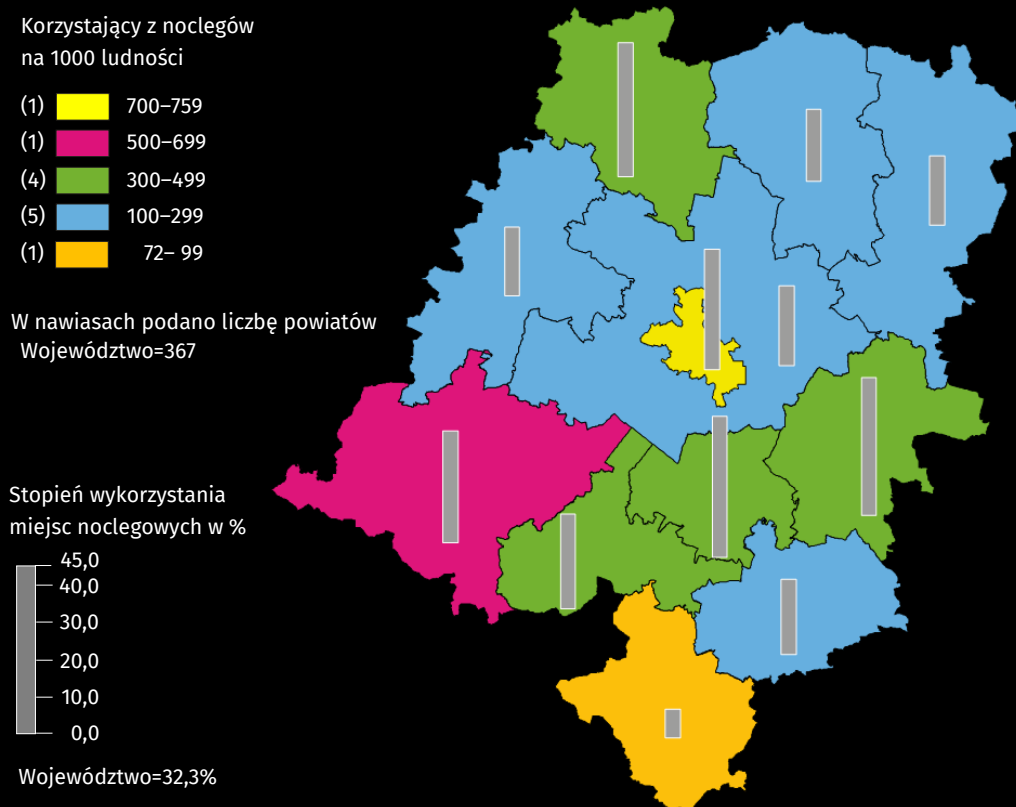 Korzystający z noclegów
na 1000 ludności
(1) 700–759
(1) 500–699
(4) 300–499
(5) 100–299
(1) 72– 99
W nawiasach podano liczbę powiatów
Województwo=367
Stopień wykorzystania
miejsc noclegowych w %
45,0
40,0
30,0
20,0
10,0
0,0
Województwo=32,3%